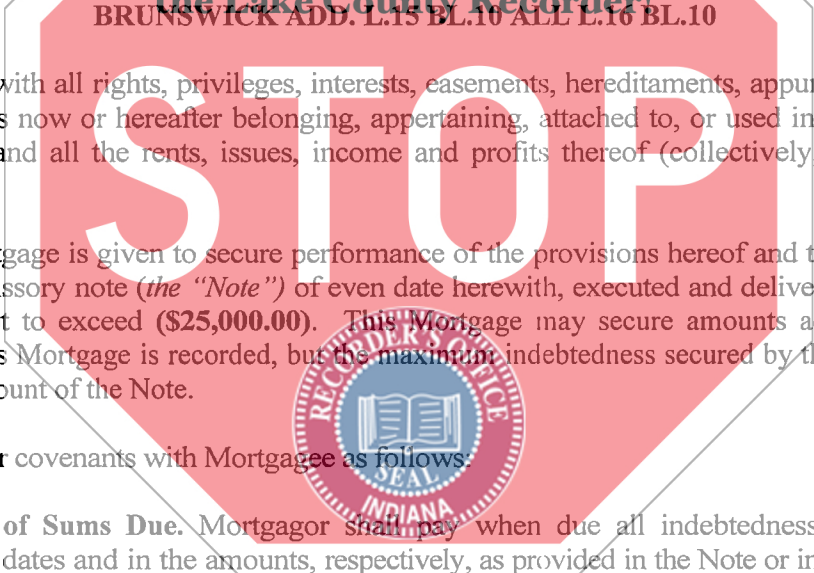 the Lake County Recorder!
BRUNSWICK ADD. L.15 BL.10 ALL L.16 BL.10
with all rights, privileges, interests, easements, hereditaments, appur
s now or hereafter belonging, appertaining, attached to, or used in
and all the rents, issues, income and profits thereof (collectively,
STOP
tgage is given to secure performance of the provisions hereof and t
issory note (the “Note”) of even date herewith, executed and delive
t to exceed ($25,000.00). This Mortgage may secure amounts a
s Mortgage is recorded, but the maximum indebtedness secured by th
ount of the Note.
RECORDER'S OFFICE
SEAL
INDIANA
r covenants with Mortgagee as follows:
of Sums Due. Mortgagor shall pay when due all indebtedness
dates and in the amounts, respectively, as provided in the Note or in